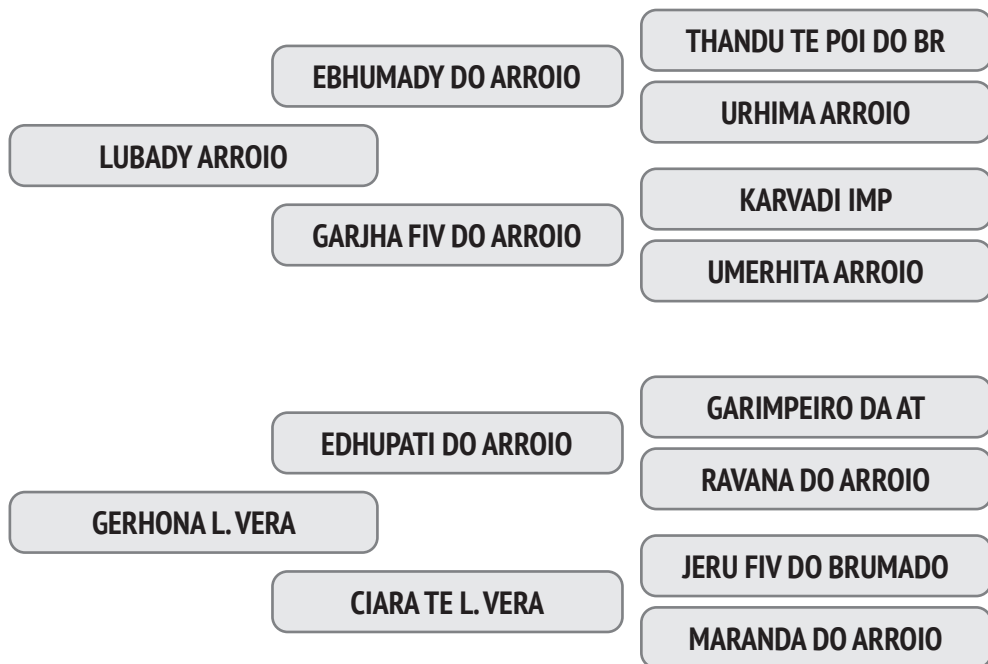 THANDU TE POI DO BR
EBHUMADY DO ARROIO
URHIMA ARROIO
LUBADY ARROIO
KARVADI IMP
GARJHA FIV DO ARROIO
UMERHITA ARROIO
GARIMPEIRO DA AT
EDHUPATI DO ARROIO
RAVANA DO ARROIO
GERHONA L. VERA
JERU FIV DO BRUMADO
CIARA TE L. VERA
MARANDA DO ARROIO